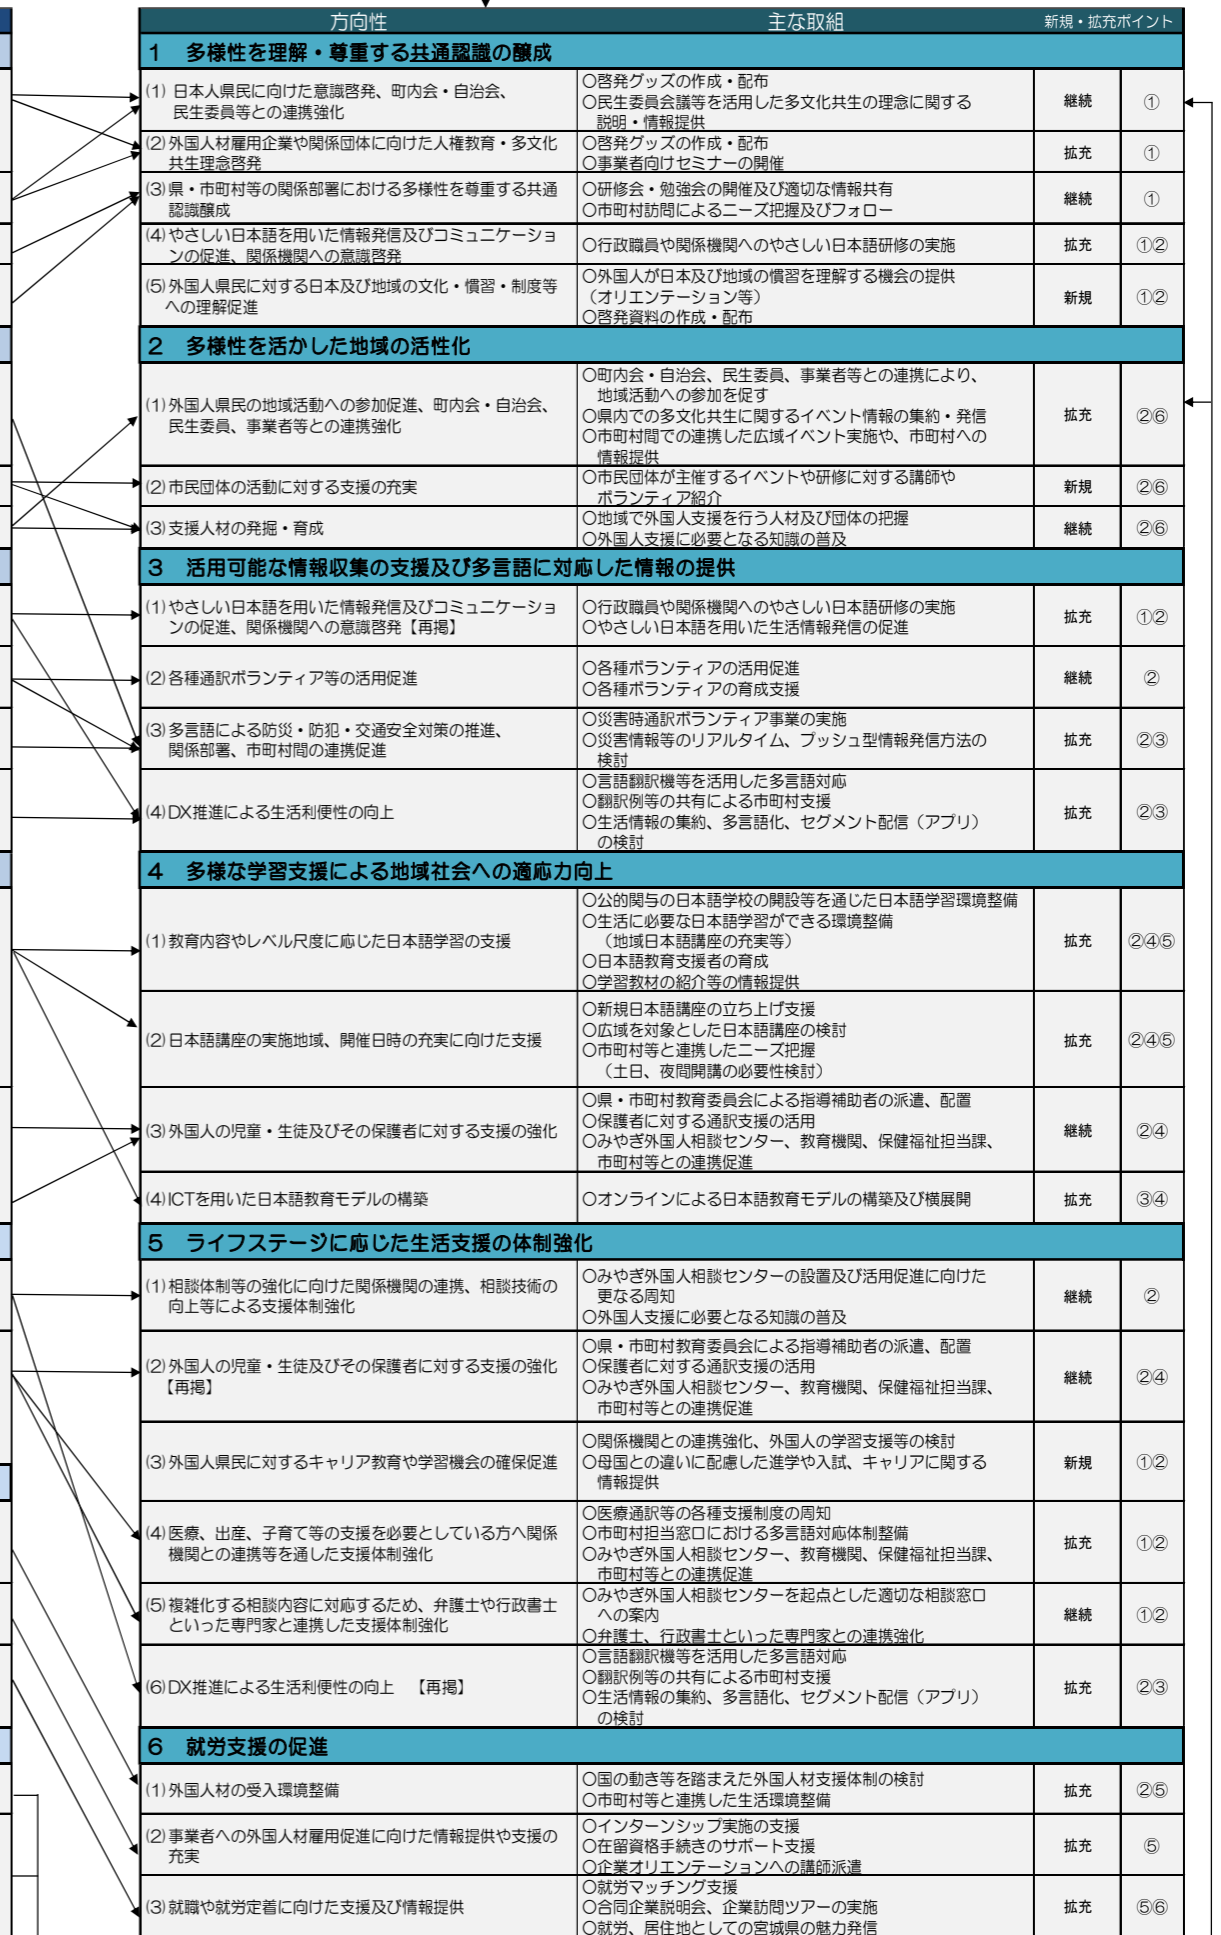 方向性　主な取組　新規・拡充ポイント
1　多様性を理解・尊重する共通認識の醸成
(1) 日本人県民に向けた意識啓発、町内会・自治会、
民生委員等との連携強化
〇啓発グッズの作成・配布
〇民生委員会議等を活用した多文化共生の理念に関する
説明・情報提供
継続　①
(2)外国人材雇用企業や関係団体に向けた人権教育・多文化
共生理念啓発
〇啓発グッズの作成・配布
〇事業者向けセミナーの開催
拡充　①
(3)県・市町村等の関係部署における多様性を尊重する共通
認識醸成
〇研修会・勉強会の開催及び適切な情報共有
〇市町村訪問によるニーズ把握及びフォロー
継続　①
(4)やさしい日本語を用いた情報発信及びコミュニケーショ
ンの促進、関係機関への意識啓発
〇行政職員や関係機関へのやさしい日本語研修の実施
拡充　①②
(5)外国人県民に対する日本及び地域の文化・慣習・制度等
への理解促進
〇外国人が日本及び地域の慣習を理解する機会の提供
（オリエンテーション等）
〇啓発資料の作成・配布
新規　①②
2　多様性を活かした地域の活性化
(1)外国人県民の地域活動への参加促進、町内会・自治会、
民生委員、事業者等との連携強化
〇町内会・自治会、民生委員、事業者等との連携により、
地域活動への参加を促す
〇県内での多文化共生に関するイベント情報の集約・発信
〇市町村間での連携した広域イベント実施や、市町村への
情報提供
拡充　②⑥
(2)市民団体の活動に対する支援の充実
〇市民団体が主催するイベントや研修に対する講師や
ボランティア紹介
新規　②⑥
(3)支援人材の発掘・育成
〇地域で外国人支援を行う人材及び団体の把握
〇外国人支援に必要となる知識の普及
継続　②⑥
3　活用可能な情報収集の支援及び多言語に対応した情報の提供
(1)やさしい日本語を用いた情報発信及びコミュニケーショ
ンの促進、関係機関への意識啓発【再掲】
〇行政職員や関係機関へのやさしい日本語研修の実施
〇やさしい日本語を用いた生活情報発信の促進
拡充　①②
(2)各種通訳ボランティア等の活用促進
〇各種ボランティアの活用促進
〇各種ボランティアの育成支援
継続　②
(3)多言語による防災・防犯・交通安全対策の推進、
関係部署、市町村間の連携促進
〇災害時通訳ボランティア事業の実施
〇災害情報等のリアルタイム、プッシュ型情報発信方法の
検討
拡充　②③
(4)DX推進による生活利便性の向上
〇言語翻訳機等を活用した多言語対応
〇翻訳例等の共有による市町村支援
〇生活情報の集約、多言語化、セグメント配信（アプリ）
の検討
拡充　②③
4　多様な学習支援による地域社会への適応力向上
(1)教育内容やレベル尺度に応じた日本語学習の支援
〇公的関与の日本語学校の開設等を通じた日本語学習環境整備
〇生活に必要な日本語学習ができる環境整備
（地域日本語講座の充実等）
〇日本語教育支援者の育成
〇学習教材の紹介等の情報提供
拡充　②④⑤
(2)日本語講座の実施地域、開催日時の充実に向けた支援
〇新規日本語講座の立ち上げ支援
〇広域を対象とした日本語講座の検討
〇市町村等と連携したニーズ把握
（土日、夜間開講の必要性検討）
拡充　②④⑤
(3)外国人の児童・生徒及びその保護者に対する支援の強化
〇県・市町村教育委員会による指導補助者の派遣、配置
〇保護者に対する通訳支援の活用
〇みやぎ外国人相談センター、教育機関、保健福祉担当課、
市町村等との連携促進
継続　②④
(4)ICTを用いた日本語教育モデルの構築
〇オンラインによる日本語教育モデルの構築及び横展開
拡充　③④
5　ライフステージに応じた生活支援の体制強化
(1)相談体制等の強化に向けた関係機関の連携、相談技術の
向上等による支援体制強化
〇みやぎ外国人相談センターの設置及び活用促進に向けた
更なる周知
〇外国人支援に必要となる知識の普及
継続　②
(2)外国人の児童・生徒及びその保護者に対する支援の強化
【再掲】
〇県・市町村教育委員会による指導補助者の派遣、配置
〇保護者に対する通訳支援の活用
〇みやぎ外国人相談センター、教育機関、保健福祉担当課、
市町村等との連携促進
継続　②④
(3)外国人県民に対するキャリア教育や学習機会の確保促進
〇関係機関との連携強化、外国人の学習支援等の検討
〇母国との違いに配慮した進学や入試、キャリアに関する
情報提供
新規　①②
(4)医療、出産、子育て等の支援を必要としている方へ関係
機関との連携等を通した支援体制強化
〇医療通訳等の各種支援制度の周知
〇市町村担当窓口における多言語対応体制整備
〇みやぎ外国人相談センター、教育機関、保健福祉担当課、
市町村等との連携促進
拡充　①②
(5)複雑化する相談内容に対応するため、弁護士や行政書士
といった専門家と連携した支援体制強化
〇みやぎ外国人相談センターを起点とした適切な相談窓口
への案内
〇弁護士、行政書士といった専門家との連携強化
継続　①②
(6)DX推進による生活利便性の向上　【再掲】
〇言語翻訳機等を活用した多言語対応
〇翻訳例等の共有による市町村支援
〇生活情報の集約、多言語化、セグメント配信（アプリ）
の検討
拡充　②③
6　就労支援の促進
(1)外国人材の受入環境整備
〇国の動き等を踏まえた外国人材支援体制の検討
〇市町村等と連携した生活環境整備
拡充　②⑤
(2)事業者への外国人材雇用促進に向けた情報提供や支援の
充実
〇インターンシップ実施の支援
〇在留資格手続きのサポート支援
〇企業オリエンテーションへの講師派遣
拡充　⑤
(3)就職や就労定着に向けた支援及び情報提供
〇就労マッチング支援
〇合同企業説明会、企業訪問ツアーの実施
〇就労、居住地としての宮城県の魅力発信
拡充　⑤⑥